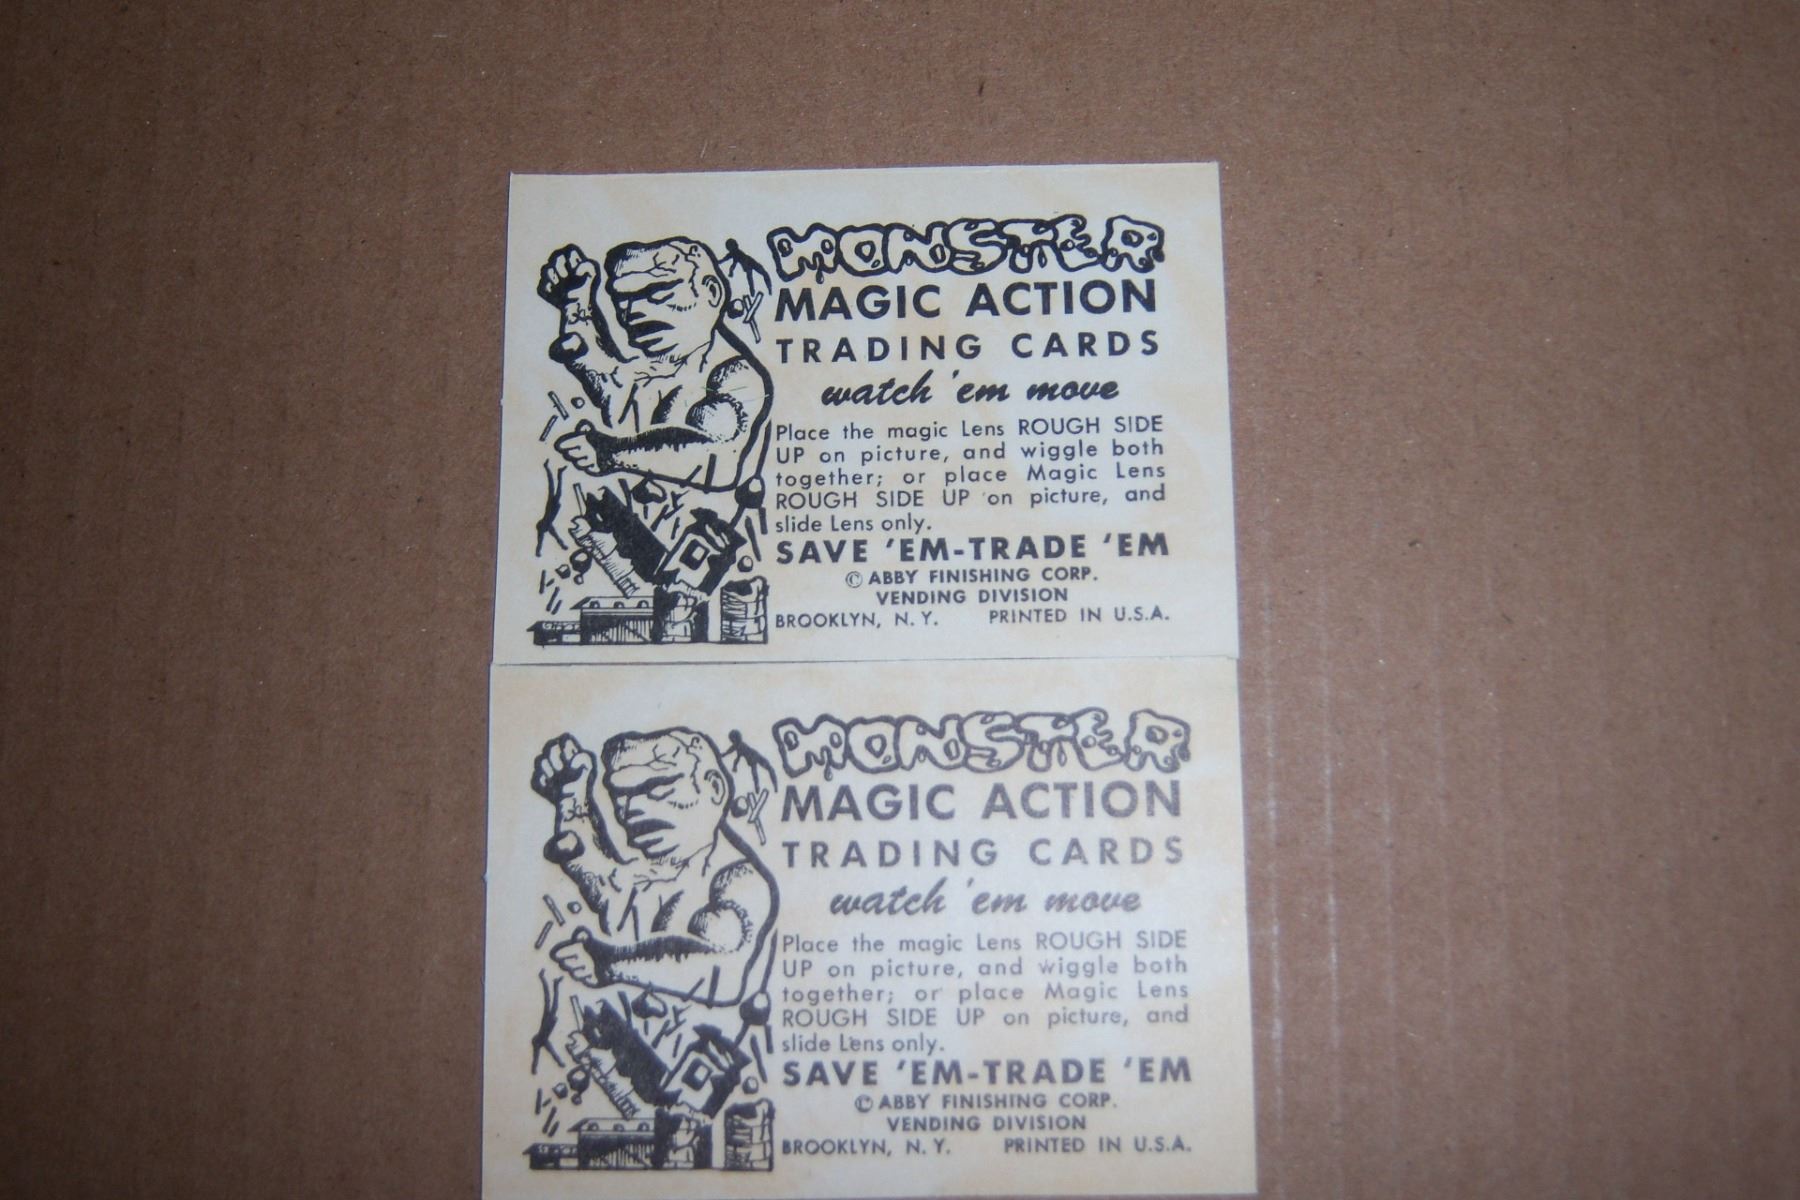 MONSTER
MAGIC ACTION
TRADING CARDS
watch 'em move
Place the magic Lens ROUGH SIDE
UP on picture, and wiggle both
together; or place Magic Lens
ROUGH SIDE UP on picture, and
slide Lens only.
SAVE 'EM-TRADE 'EM
© ABBY FINISHING CORP.
VENDING DIVISION
BROOKLYN, N. Y. PRINTED IN U.S.A.
MONSTER
MAGIC ACTION
TRADING CARDS
watch 'em move
Place the magic Lens ROUGH SIDE
UP on picture, and wiggle both
together; or place Magic Lens
ROUGH SIDE UP on picture, and
slide Lens only.
SAVE 'EM-TRADE 'EM
© ABBY FINISHING CORP.
VENDING DIVISION
BROOKLYN, N. Y. PRINTED IN U.S.A.